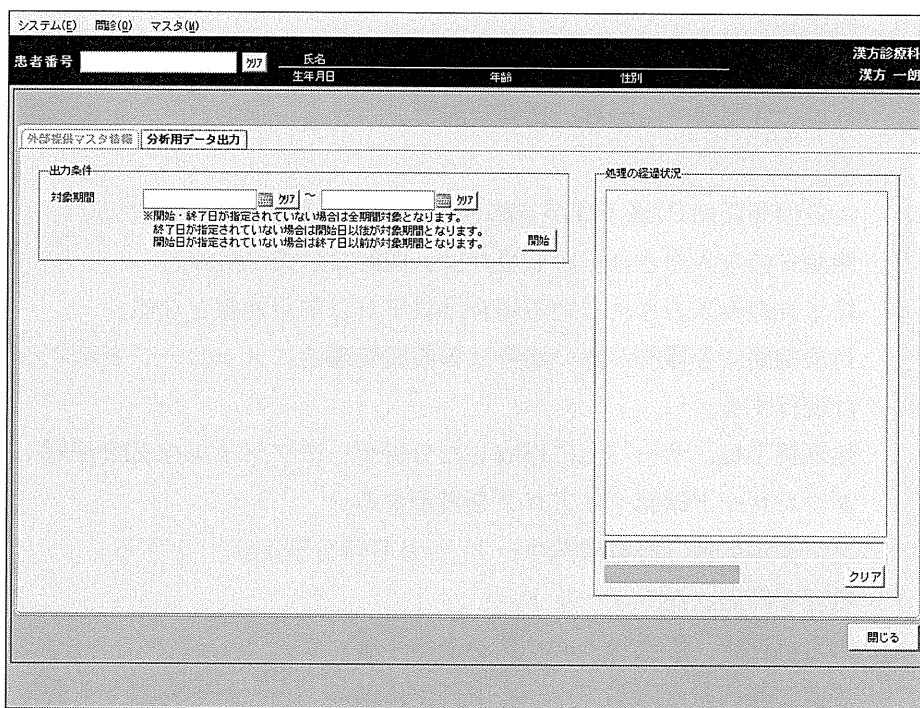 システム(E) 問診(Q) マスタ(M)
患者番号 クリア 氏名 漢方診療科
生年月日 年齢 性別 漢方 一朗
外部提供マスタ 分析用データ出力
出力条件 処理の経過状況
対象期間 クリア ～ クリア
※開始・終了日が指定されていない場合は全期間対象となります。
終了日が指定されていない場合は開始日以後が対象期間となります。
開始日が指定されていない場合は終了日以前が対象期間となります。
開始
クリア
閉じる